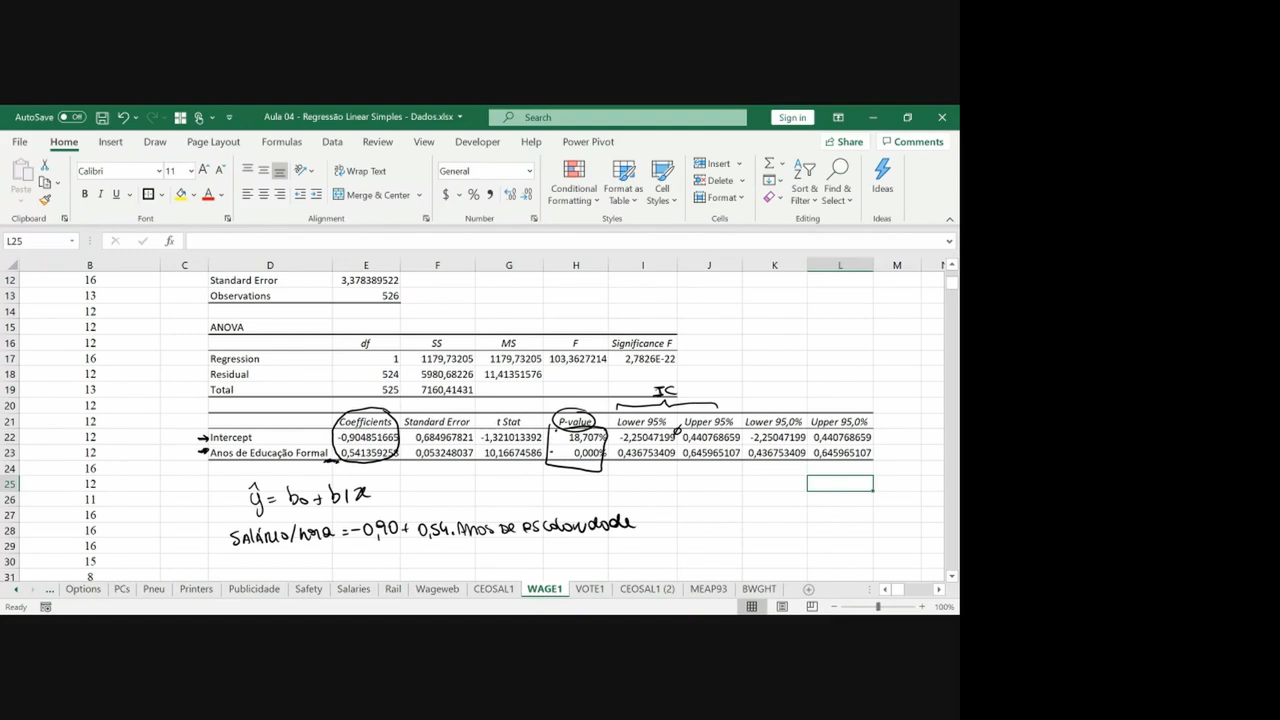 AutoSave Off Aula 04 - Regressão Linear Simples - Dados.xlsx Search Sign in
File Home Insert Draw Page Layout Formulas Data Review View Developer Help Power Pivot Share Comments
Paste Calibri 11 A A Wrap Text General Conditional Formatting Format as Table Cell Styles Insert Delete Format Sort & Filter Find & Select Ideas
B I U A Merge & Center $ % 9
Clipboard Font Alignment Number Styles Cells Editing Ideas
L25 fx
B C D E F G H I J K L M N
12 16 Standard Error 3,378389522
13 13 Observations 526
14 12
15 12 ANOVA
16 12 df SS MS F Significance F
17 16 Regression 1 1179,73205 1179,73205 103,3627214 2,7826E-22
18 12 Residual 524 5980,68226 11,41351576
19 13 Total 525 7160,41431 IC
20 12
21 12 Coefficients Standard Error t Stat P-value Lower 95% Upper 95% Lower 95,0% Upper 95,0%
22 12 Intercept -0,904851665 0,684967821 -1,321013392 18,707% -2,25047199 0,440768659 -2,25047199 0,440768659
23 12 Anos de Educação Formal 0,541359258 0,053248037 10,16674586 0,000% 0,436753409 0,645965107 0,436753409 0,645965107
24 16
25 12
26 11 ŷ = b0 + b1x
27 16
28 16 SALÁRIO/HORA = -0,90 + 0,54. ANOS DE escolaridade
29 16
30 15
31 8
... Options PCs Pneu Printers Publicidade Safety Salaries Rail Wageweb CEOSAL1 WAGE1 VOTE1 CEOSAL1 (2) MEAP93 BWGHT
Ready 100%